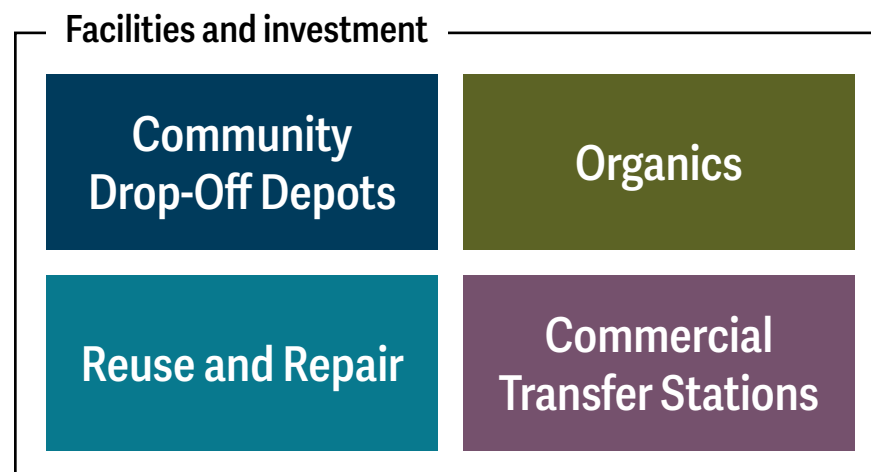 Facilities and investment
Community
Drop-Off Depots
Organics
Reuse and Repair
Commercial
Transfer Stations